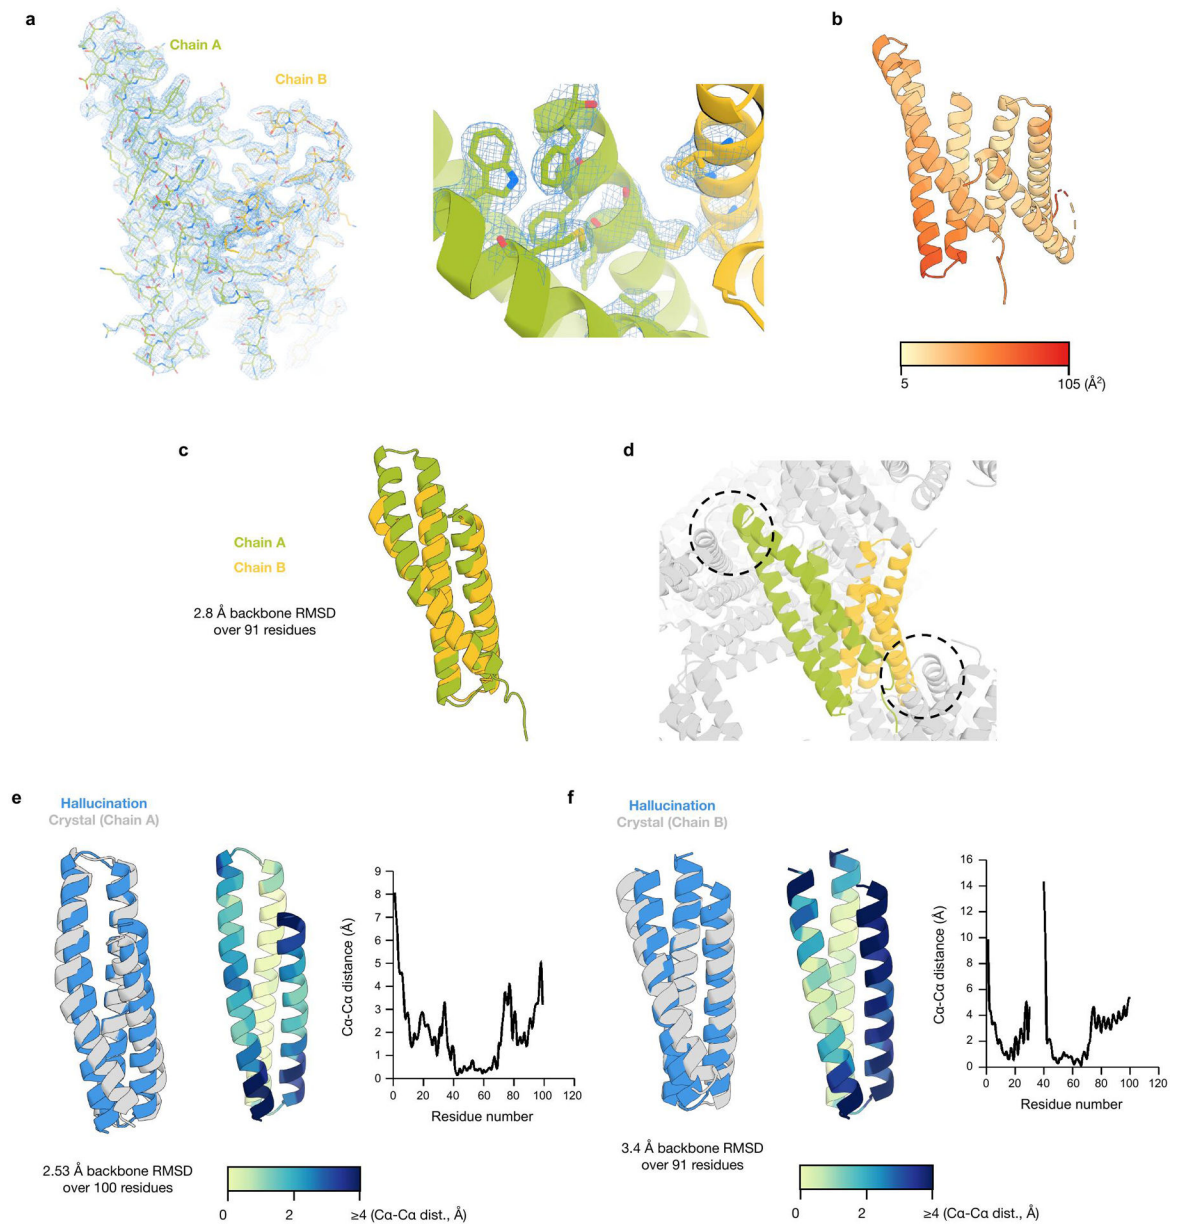 a
Chain A
Chain B
b
5
105 (Å²)
c
Chain A
Chain B
2.8 Å backbone RMSD
over 91 residues
d
e
Hallucination
Crystal (Chain A)
9
8
7
6
5
4
3
2
1
0
Cα-Cα distance (Å)
0 20 40 60 80 100 120
Residue number
2.53 Å backbone RMSD
over 100 residues
0 2 ≥4 (Cα-Cα dist., Å)
f
Hallucination
Crystal (Chain B)
16
14
12
10
8
6
4
2
0
Cα-Cα distance (Å)
0 20 40 60 80 100 120
Residue number
3.4 Å backbone RMSD
over 91 residues
0 2 ≥4 (Cα-Cα dist., Å)